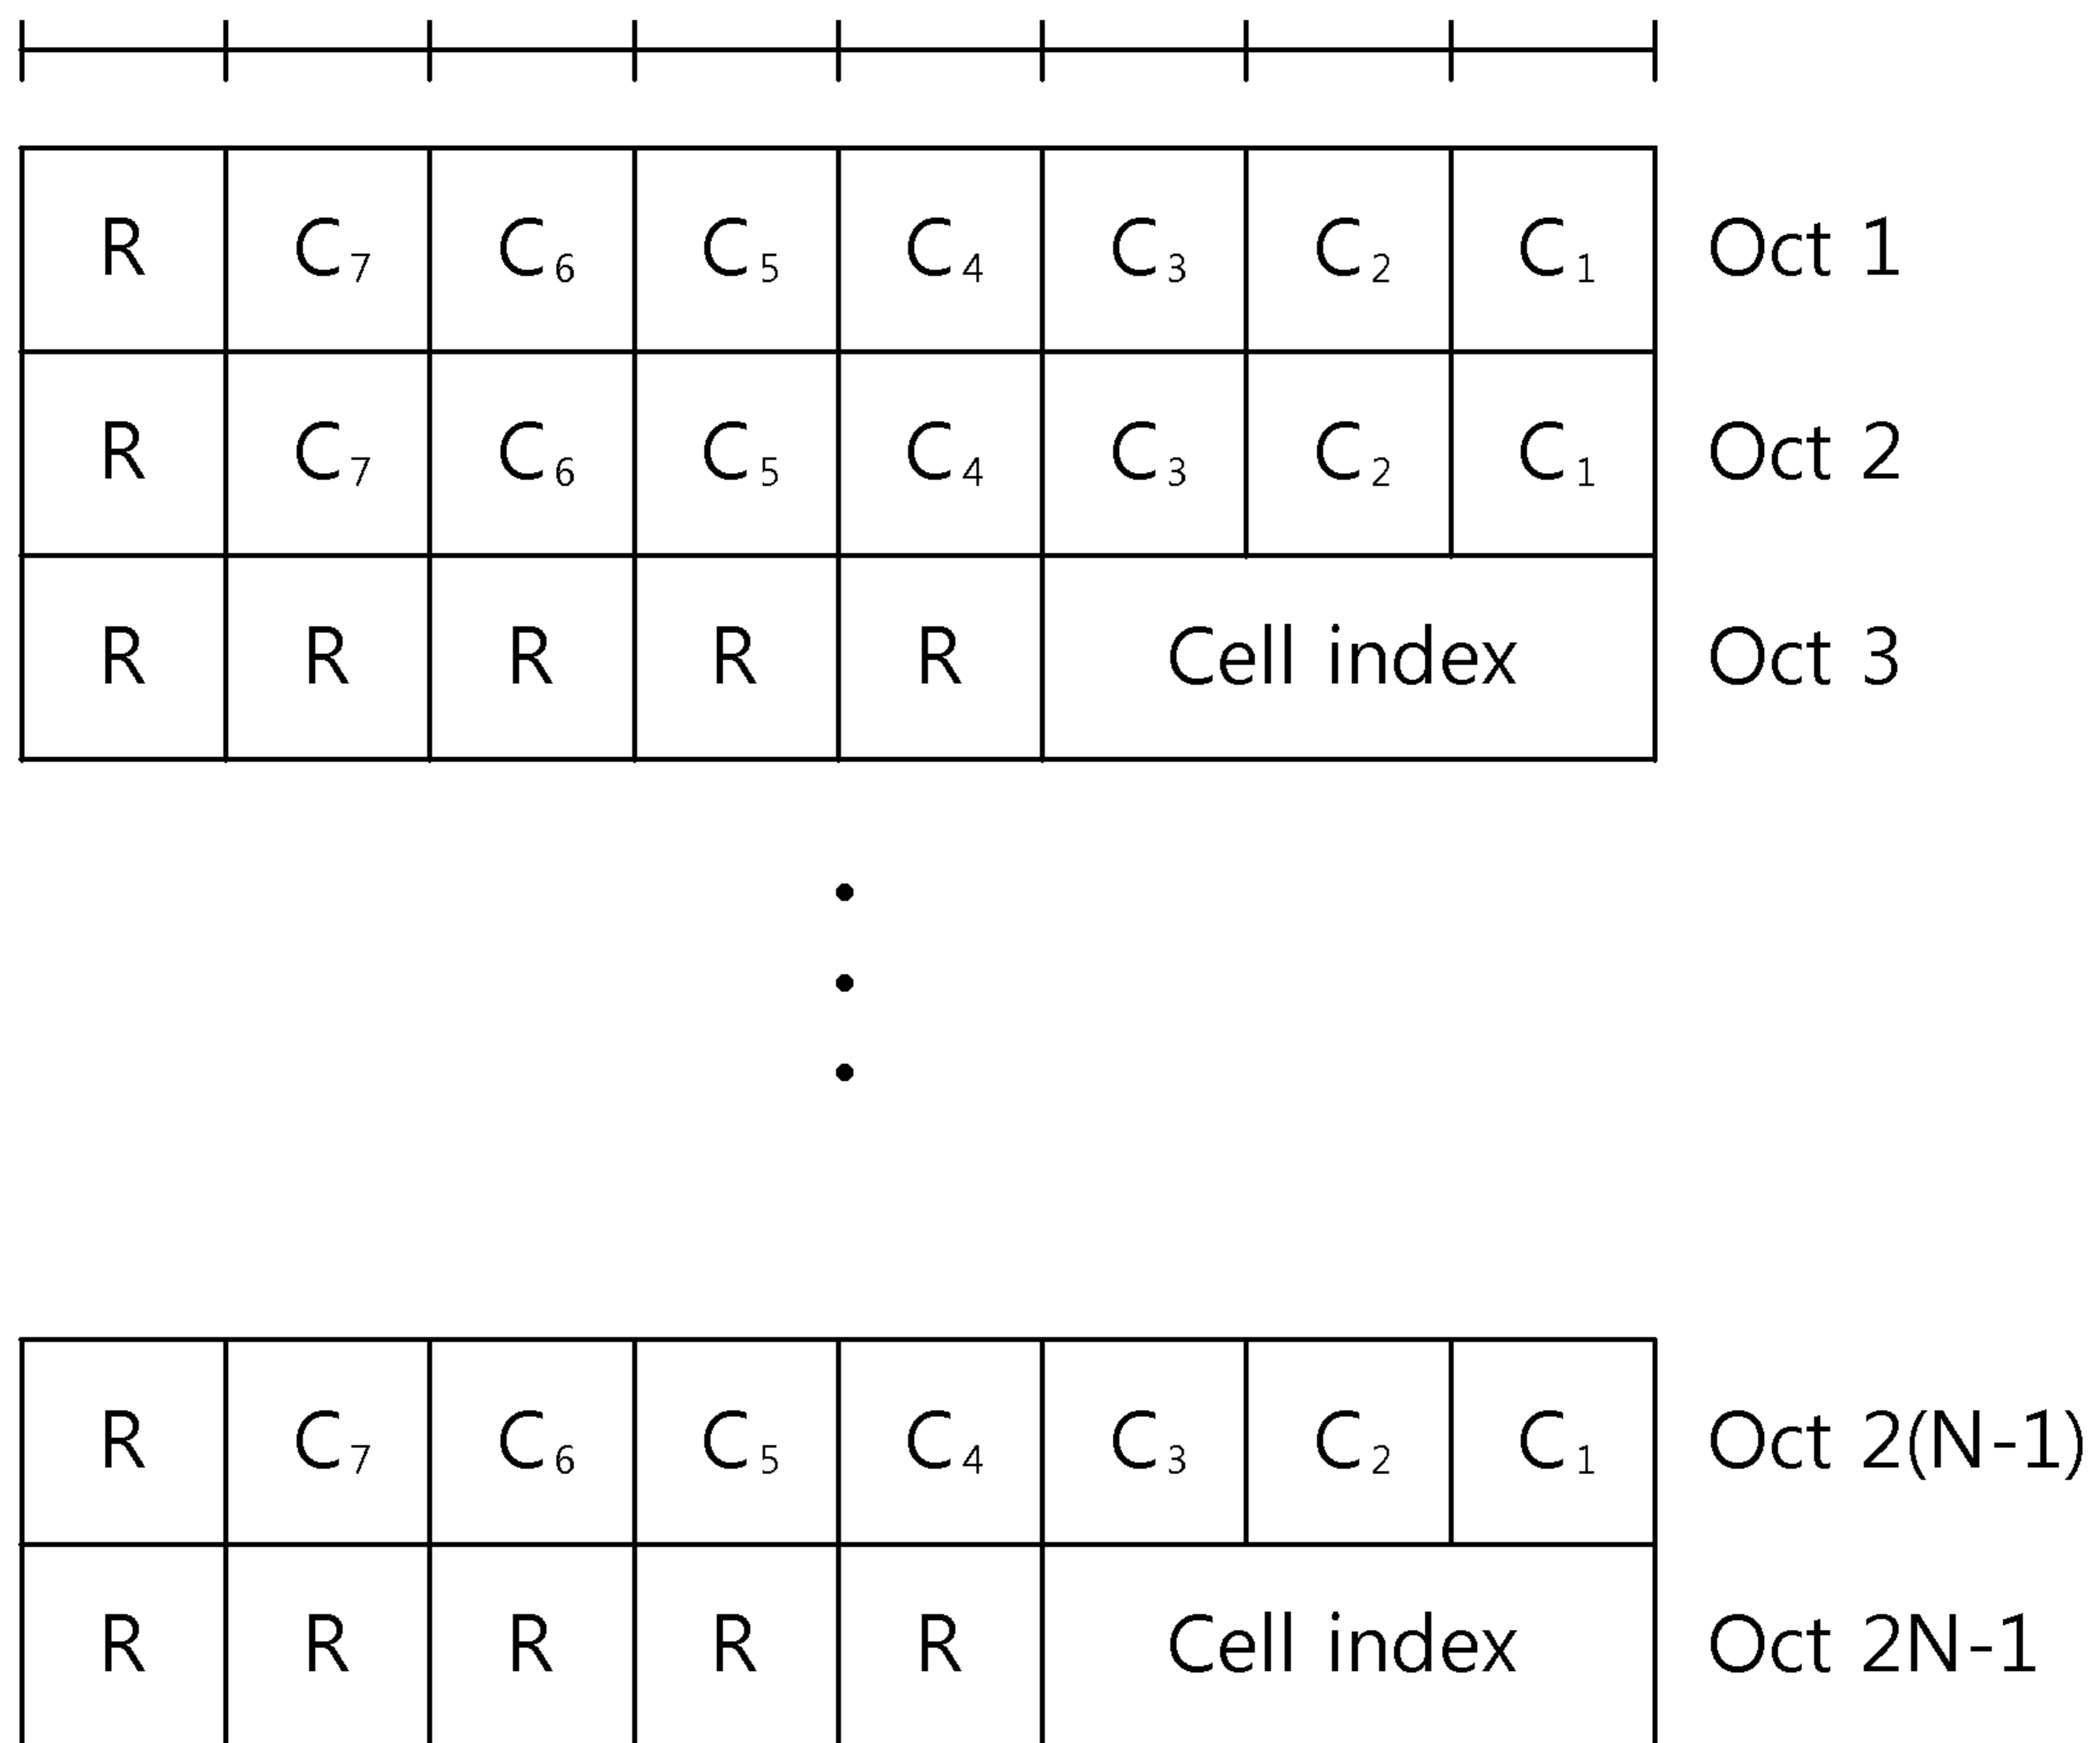 R C₇ C₆ C₅ C₄ C₃ C₂ C₁ Oct 1
R C₇ C₆ C₅ C₄ C₃ C₂ C₁ Oct 2
R R R R R Cell index Oct 3
R C₇ C₆ C₅ C₄ C₃ C₂ C₁ Oct 2(N-1)
R R R R R Cell index Oct 2N-1